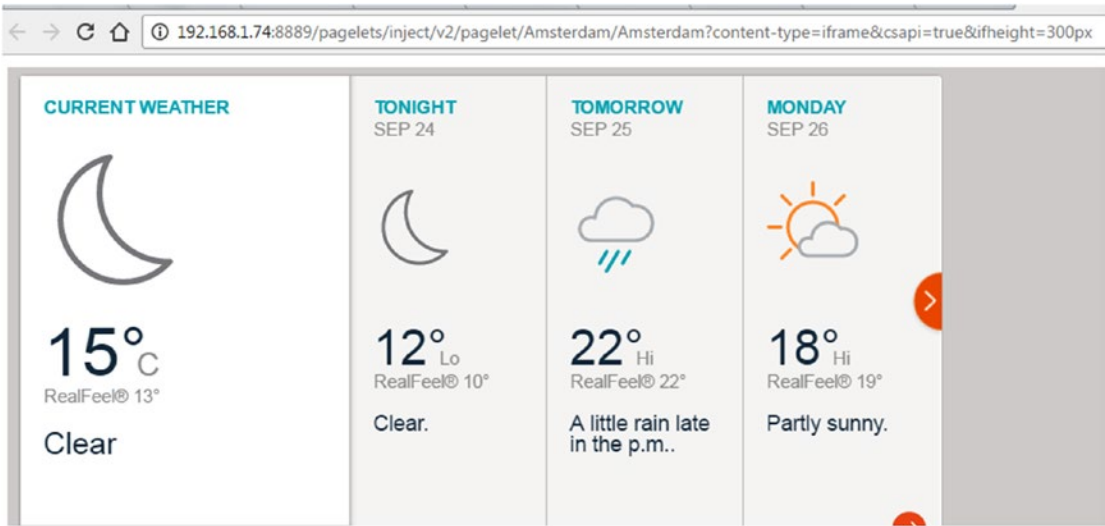 192.168.1.74:8889/pagelets/inject/v2/pagelet/Amsterdam/Amsterdam?content-type=iframe&csapi=true&ifheight=300px
CURRENT WEATHER
15°C
RealFeel® 13°
Clear
TONIGHT
SEP 24
12°Lo
RealFeel® 10°
Clear.
TOMORROW
SEP 25
22°Hi
RealFeel® 22°
A little rain late
in the p.m..
MONDAY
SEP 26
18°Hi
RealFeel® 19°
Partly sunny.